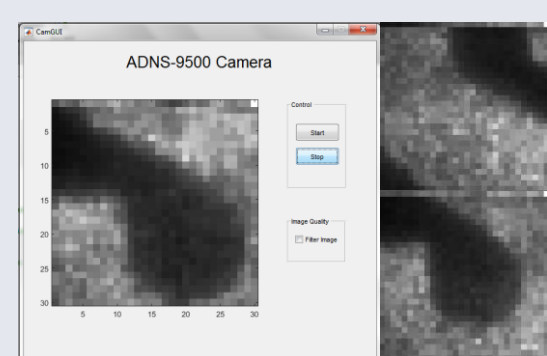 CamGUI
ADNS-9500 Camera
Control
Start
Stop
Image Quality
Filter Image
5
10
15
20
25
30
5 10 15 20 25 30